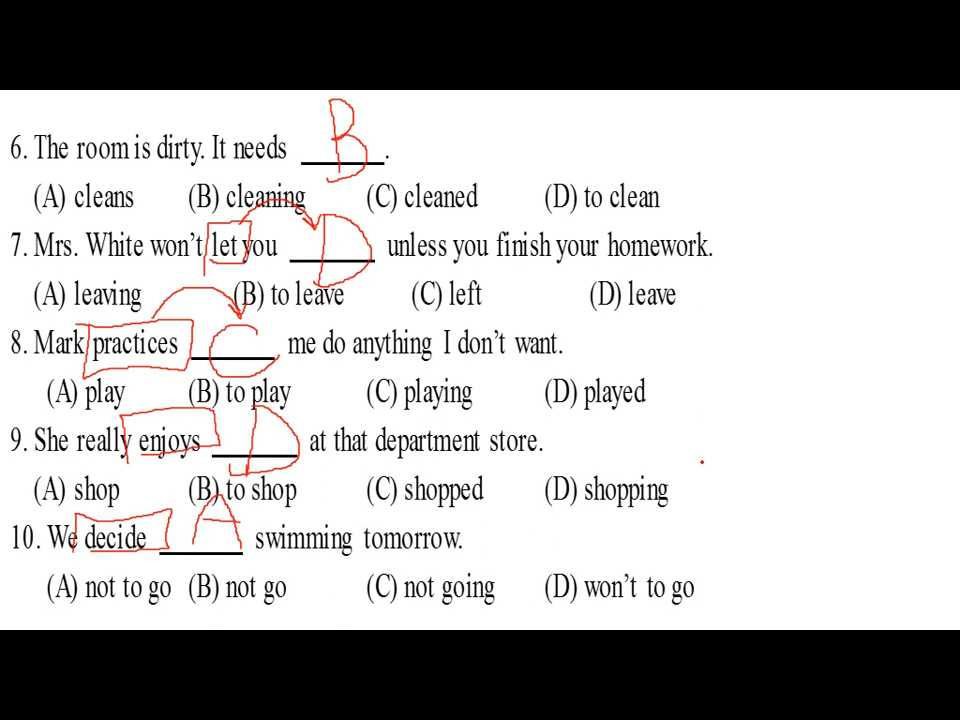 6. The room is dirty. It needs B.
(A) cleans (B) cleaning (C) cleaned (D) to clean
7. Mrs. White won't let you D unless you finish your homework.
(A) leaving (B) to leave (C) left (D) leave
8. Mark practices C me do anything I don't want.
(A) play (B) to play (C) playing (D) played
9. She really enjoys D at that department store.
(A) shop (B) to shop (C) shopped (D) shopping
10. We decide A swimming tomorrow.
(A) not to go (B) not go (C) not going (D) won't to go